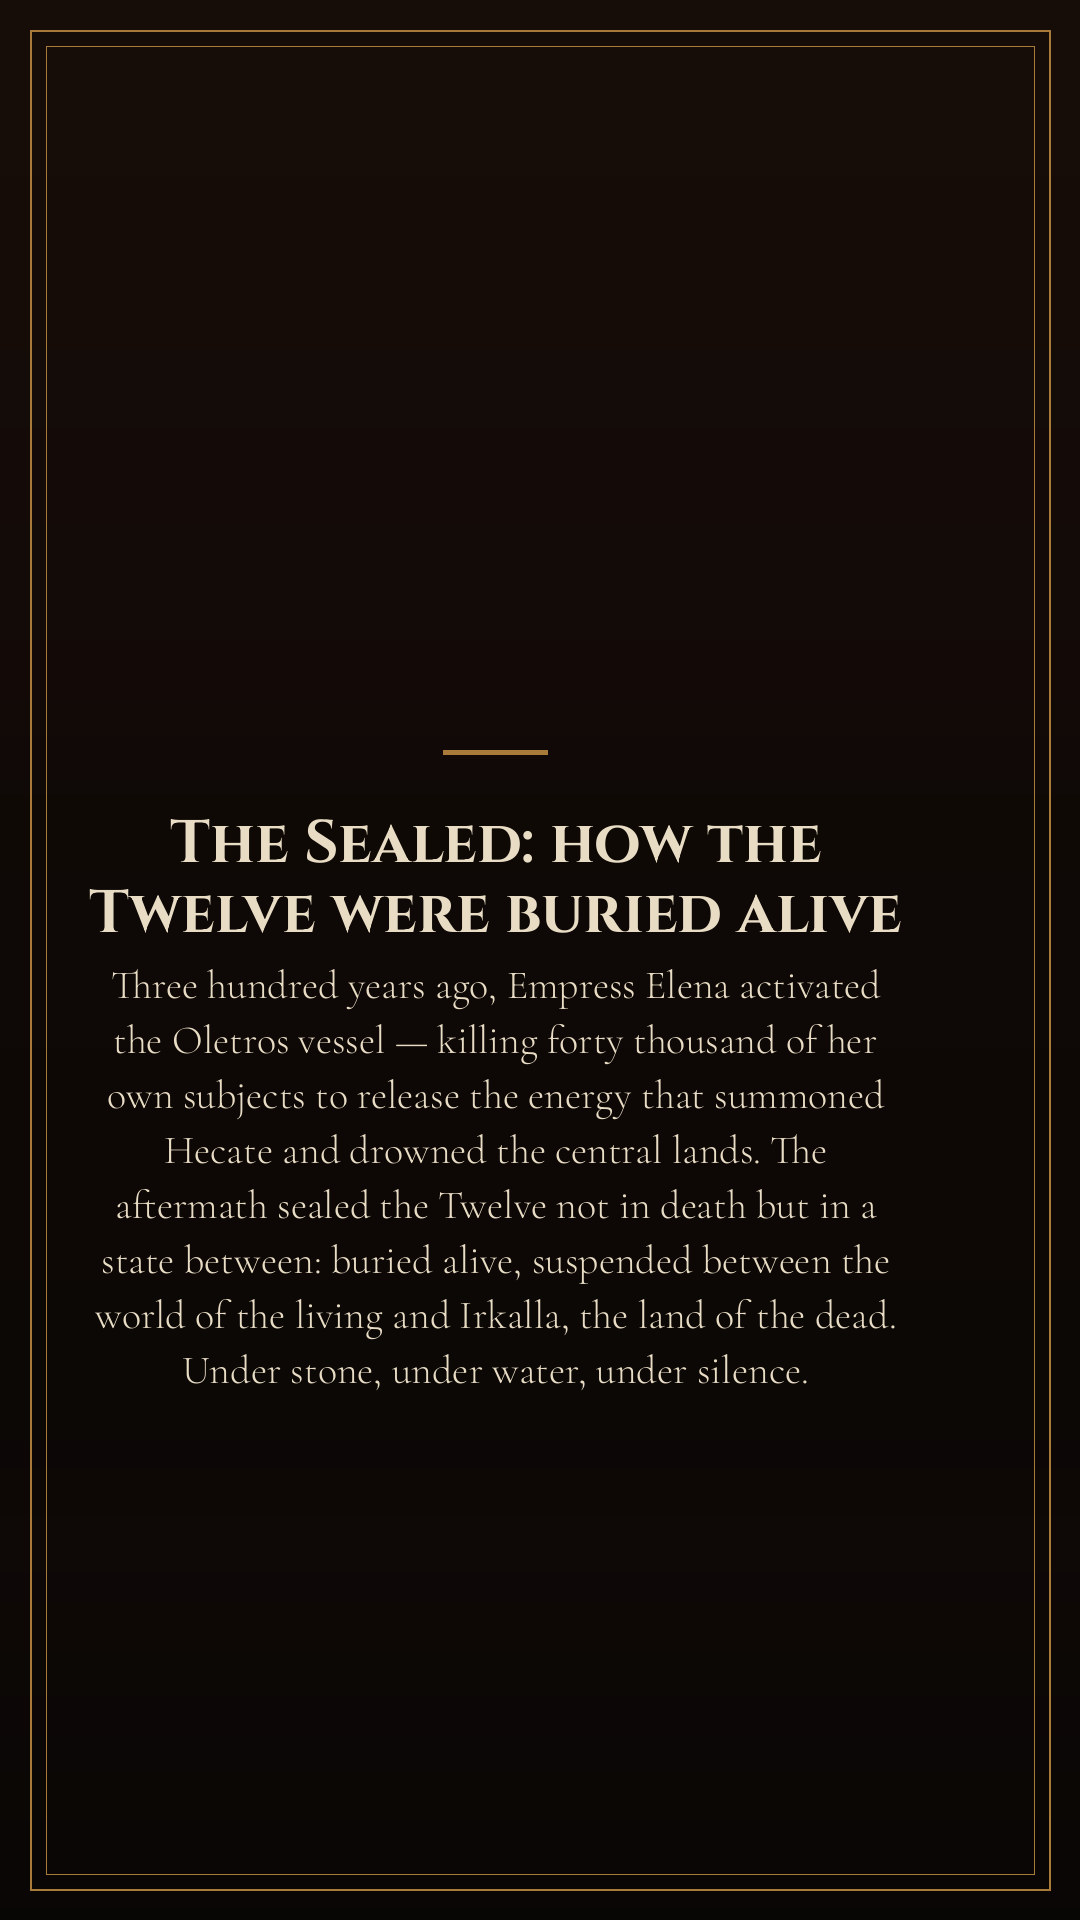 The Sealed: how the
Twelve were buried alive
Three hundred years ago, Empress Elena activated
the Oletros vessel — killing forty thousand of her
own subjects to release the energy that summoned
Hecate and drowned the central lands. The
aftermath sealed the Twelve not in death but in a
state between: buried alive, suspended between the
world of the living and Irkalla, the land of the dead.
Under stone, under water, under silence.